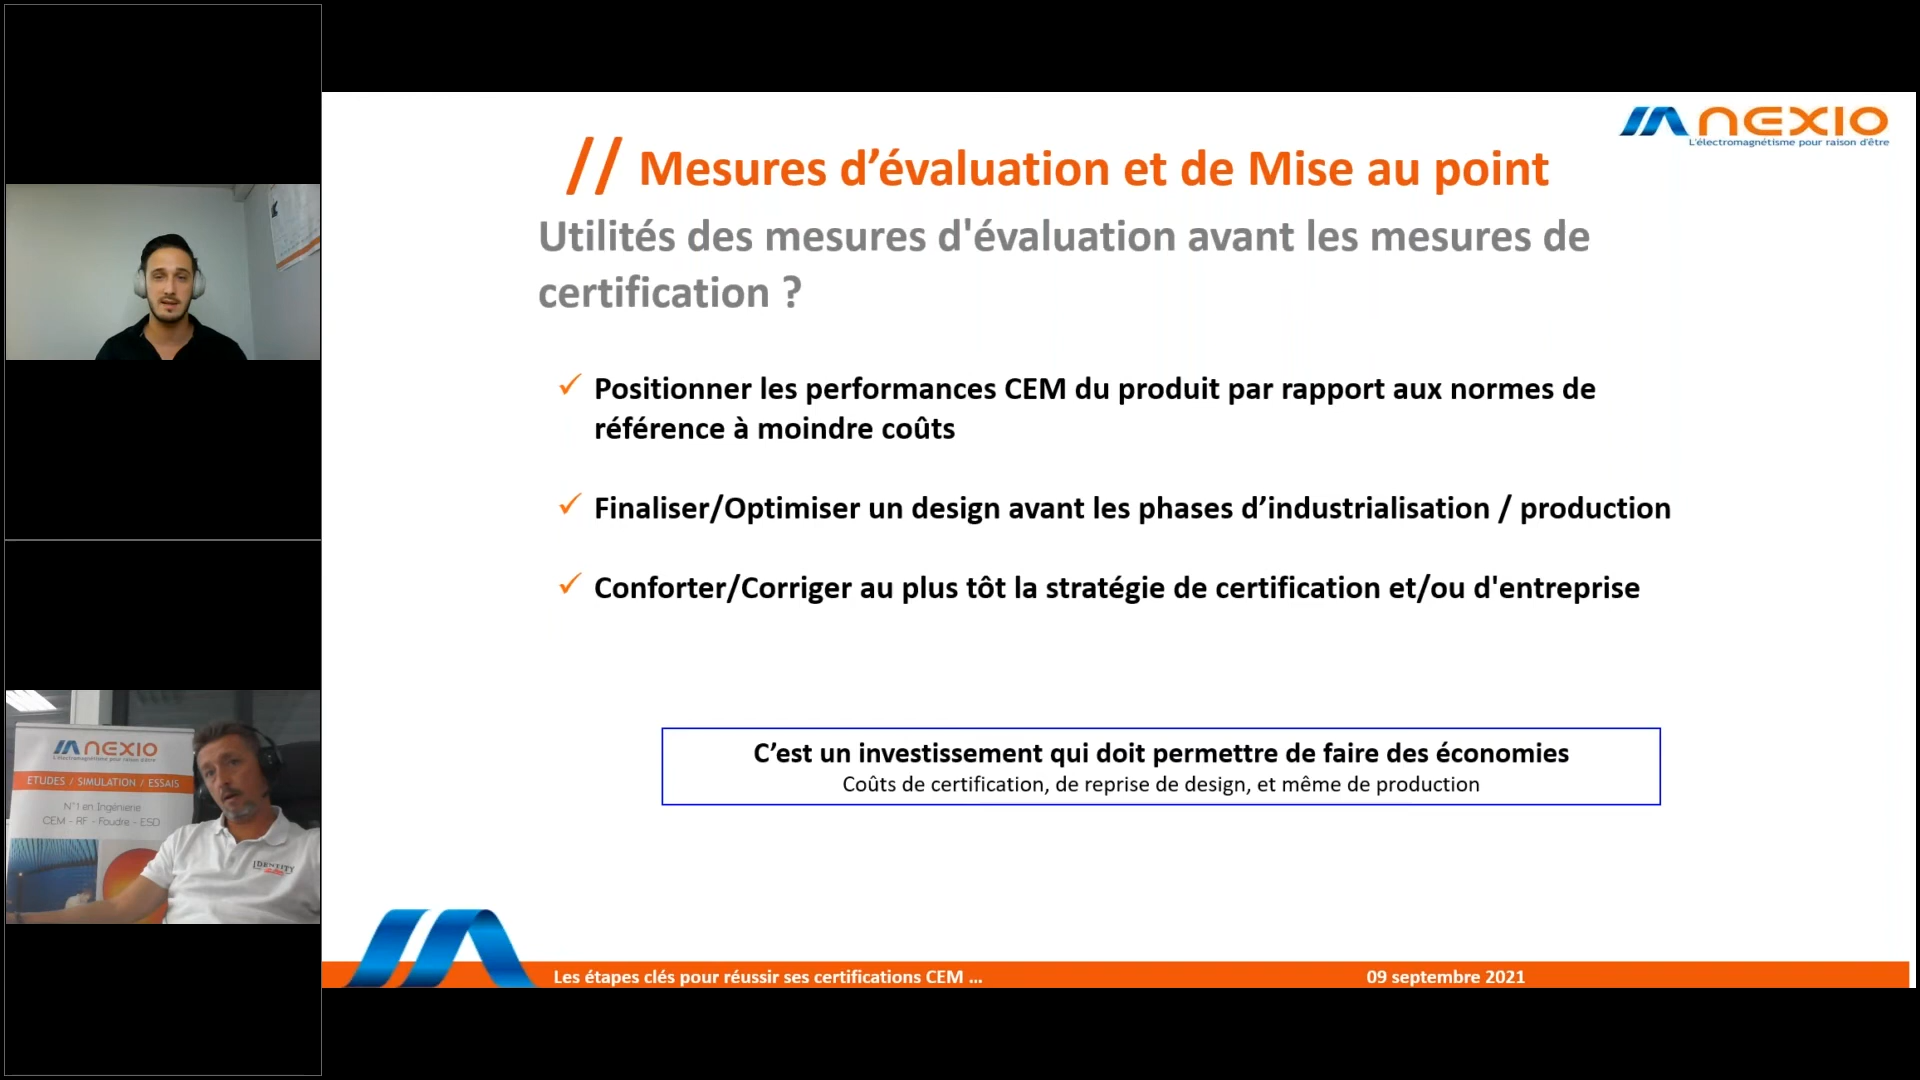 nexio
L'électromagnétisme pour raison d'être
// Mesures d’évaluation et de Mise au point
Utilités des mesures d'évaluation avant les mesures de
certification ?
✓ Positionner les performances CEM du produit par rapport aux normes de
référence à moindre coûts
✓ Finaliser/Optimiser un design avant les phases d’industrialisation / production
✓ Conforter/Corriger au plus tôt la stratégie de certification et/ou d'entreprise
C’est un investissement qui doit permettre de faire des économies
Coûts de certification, de reprise de design, et même de production
Les étapes clés pour réussir ses certifications CEM ...
09 septembre 2021
nexio
L'électromagnétisme pour raison d'être
ETUDES / SIMULATION / ESSAIS
N°1 en Ingénierie
CEM - RF - Foudre - ESD
IDENTITY